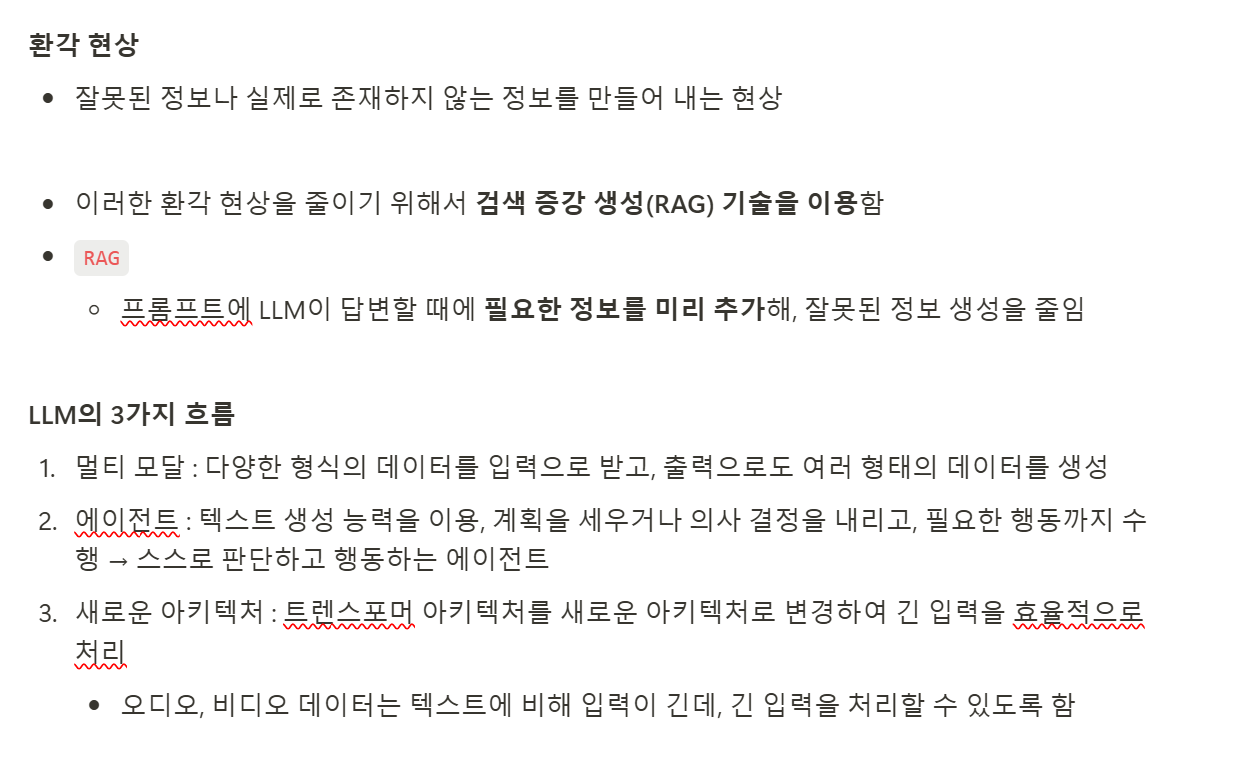 환각 현상
• 잘못된 정보나 실제로 존재하지 않는 정보를 만들어 내는 현상
• 이러한 환각 현상을 줄이기 위해서 검색 증강 생성(RAG) 기술을 이용함
• RAG
◦ 프롬프트에 LLM이 답변할 때에 필요한 정보를 미리 추가해, 잘못된 정보 생성을 줄임
LLM의 3가지 흐름
1. 멀티 모달 : 다양한 형식의 데이터를 입력으로 받고, 출력으로도 여러 형태의 데이터를 생성
2. 에이전트 : 텍스트 생성 능력을 이용, 계획을 세우거나 의사 결정을 내리고, 필요한 행동까지 수
행 → 스스로 판단하고 행동하는 에이전트
3. 새로운 아키텍처 : 트렌스포머 아키텍처를 새로운 아키텍처로 변경하여 긴 입력을 효율적으로
처리
• 오디오, 비디오 데이터는 텍스트에 비해 입력이 긴데, 긴 입력을 처리할 수 있도록 함